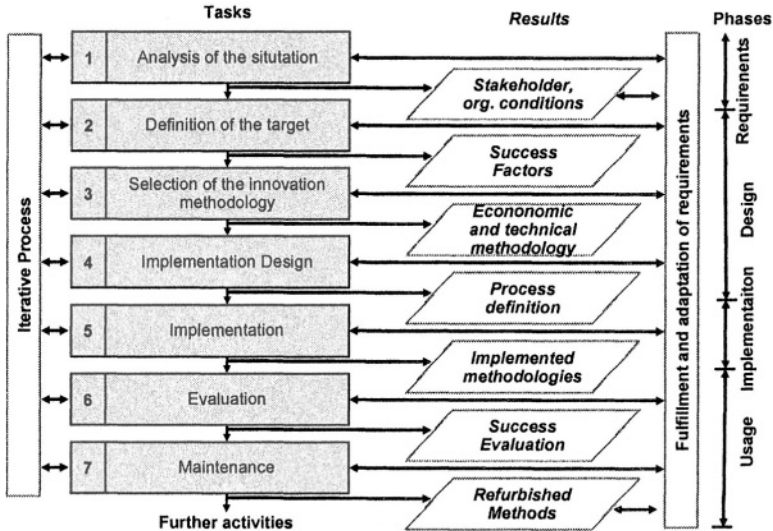 Tasks
Results
Phases
1
Analysis of the situtation
Stakeholder,
org. conditions
2
Definition of the target
Success
Factors
3
Selection of the innovation
methodology
Econonomic
and technical
methodology
4
Implementation Design
Process
definition
5
Implementation
Implemented
methodologies
6
Evaluation
Success
Evaluation
7
Maintenance
Refurbished
Methods
Further activities
Iterative Process
Fulfillment and adaptation of requirements
Requirenents
Design
Implementaiton
Usage